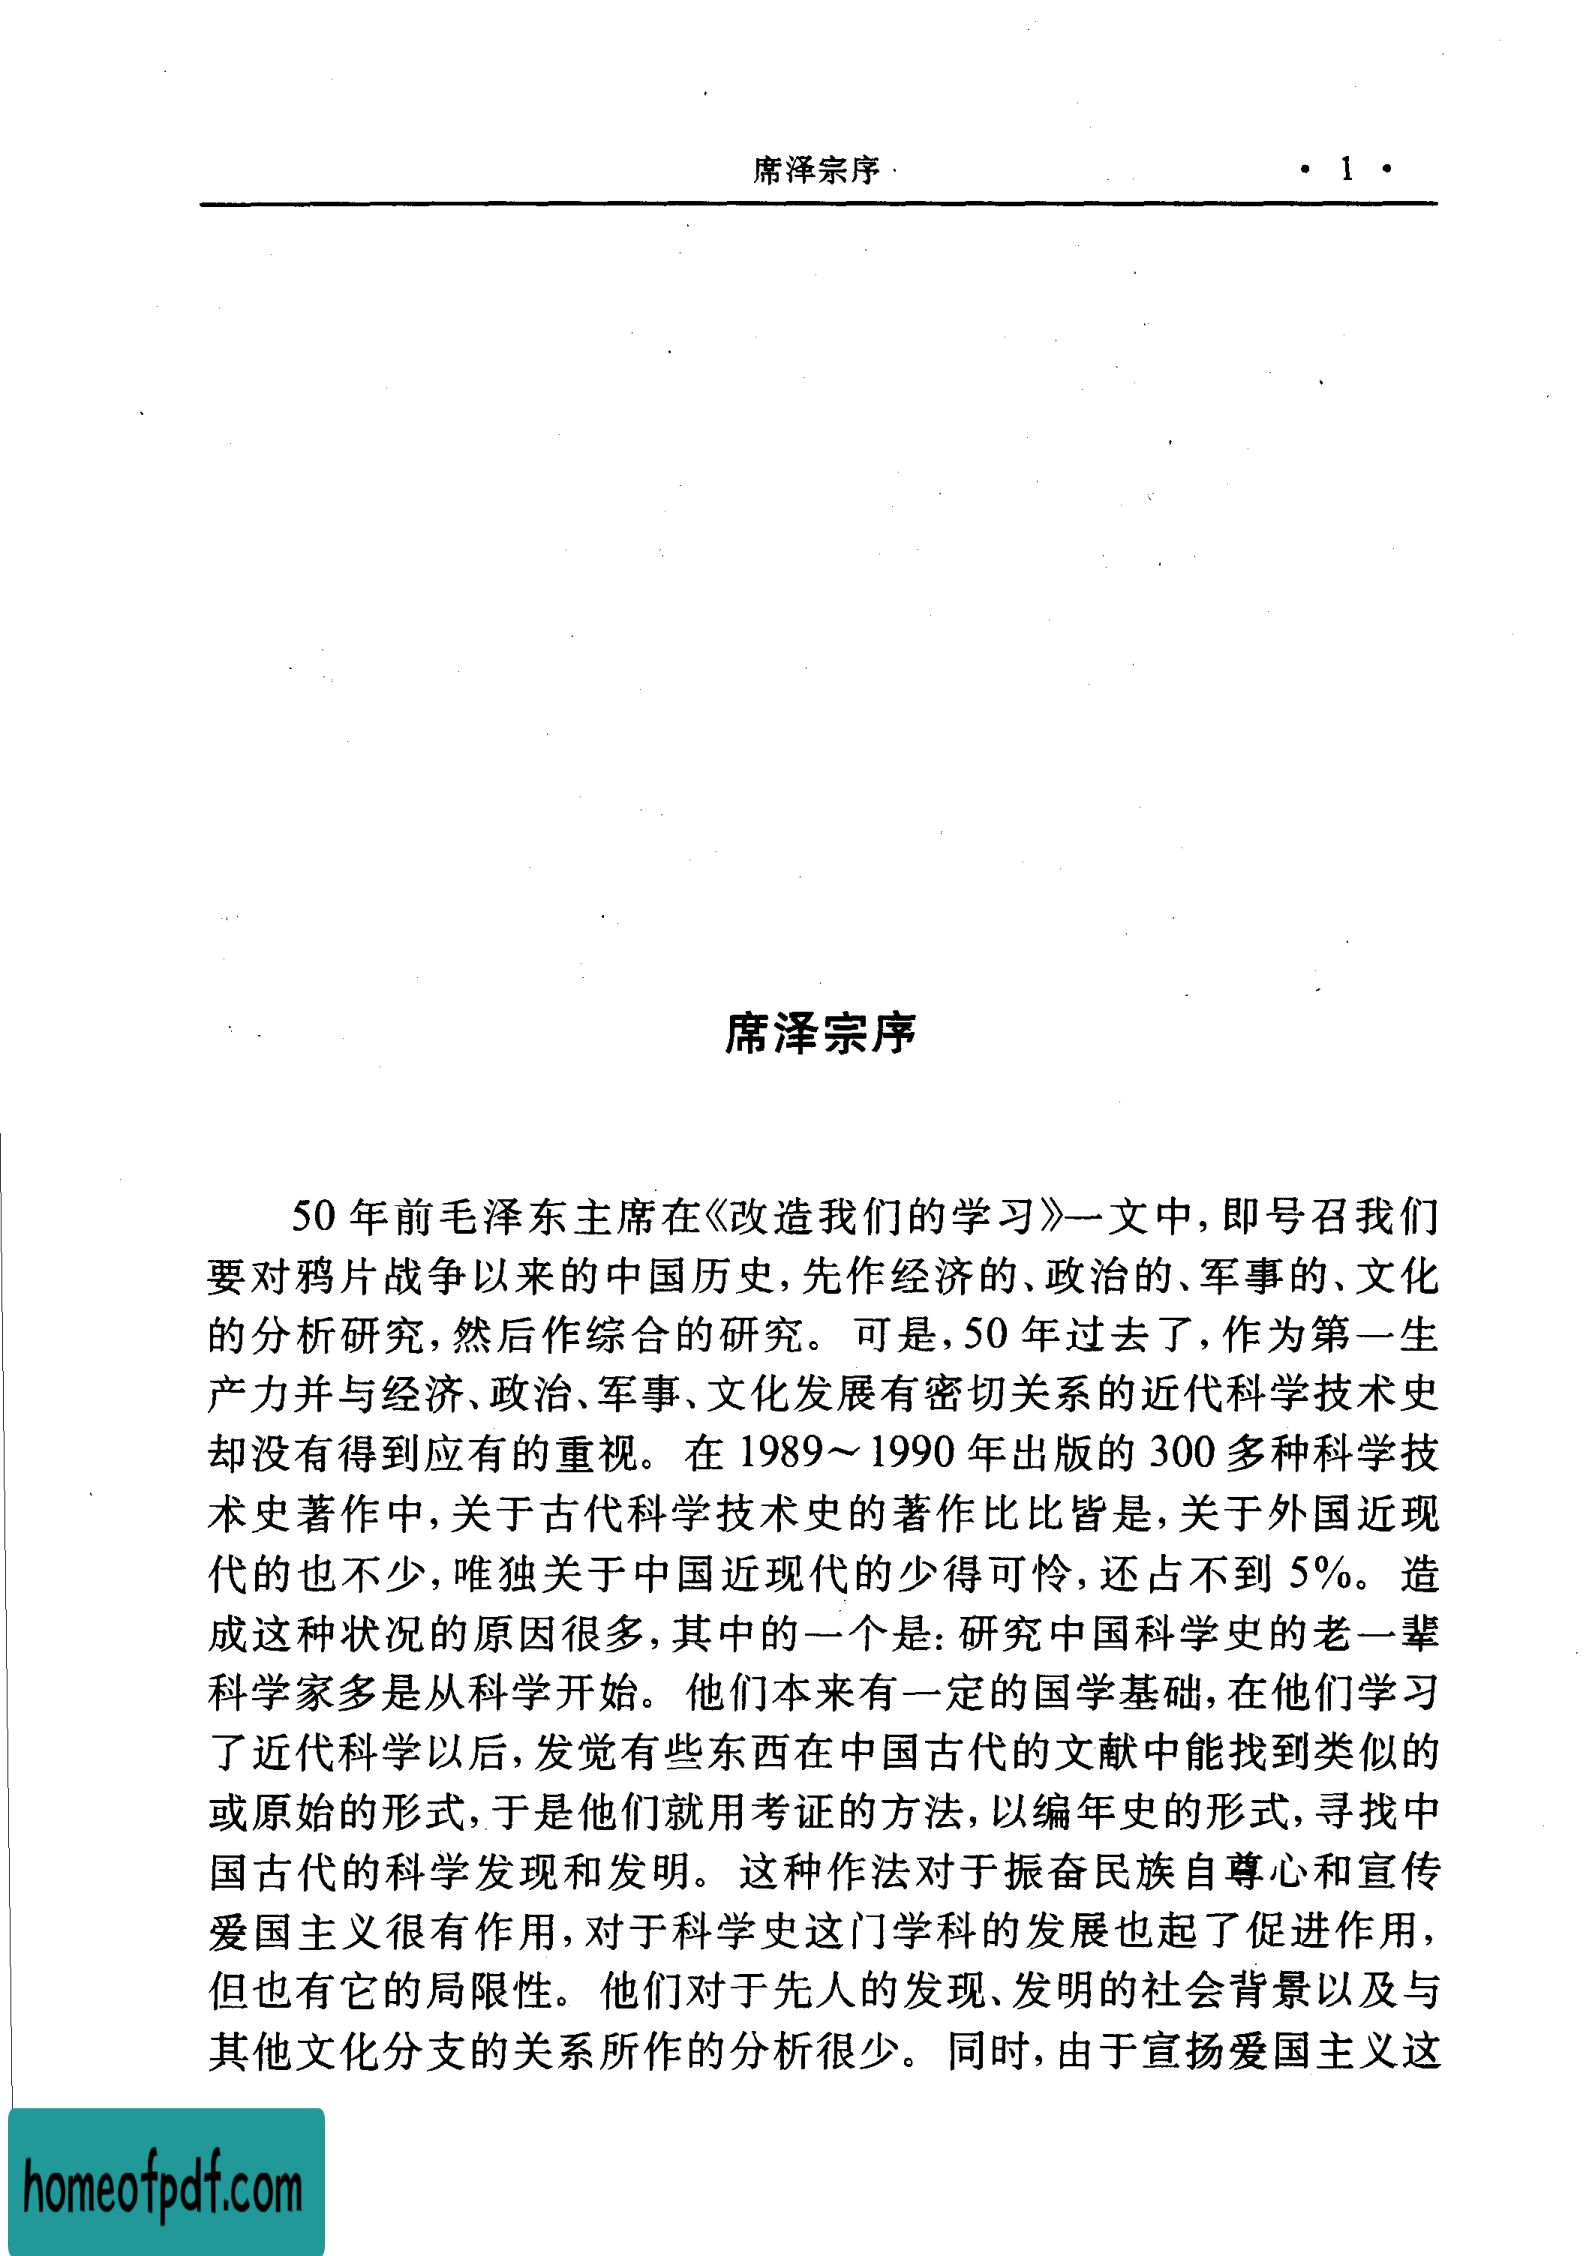 席泽宗序
· 1 ·
席泽宗序
50 年前毛泽东主席在《改造我们的学习》一文中,即号召我们
要对鸦片战争以来的中国历史,先作经济的、政治的、军事的、文化
的分析研究,然后作综合的研究。可是,50 年过去了,作为第一生
产力并与经济、政治、军事、文化发展有密切关系的近代科学技术史
却没有得到应有的重视。在 1989～1990 年出版的 300 多种科学技
术史著作中,关于古代科学技术史的著作比比皆是,关于外国近现
代的也不少,唯独关于中国近现代的少得可怜,还占不到 5%。造
成这种状况的原因很多,其中的一个是:研究中国科学史的老一辈
科学家多是从科学开始。他们本来有一定的国学基础,在他们学习
了近代科学以后,发觉有些东西在中国古代的文献中能找到类似的
或原始的形式,于是他们就用考证的方法,以编年史的形式,寻找中
国古代的科学发现和发明。这种作法对于振奋民族自尊心和宣传
爱国主义很有作用,对于科学史这门学科的发展也起了促进作用,
但也有它的局限性。他们对于先人的发现、发明的社会背景以及与
其他文化分支的关系所作的分析很少。同时,由于宣扬爱国主义这
homeofpdf.com